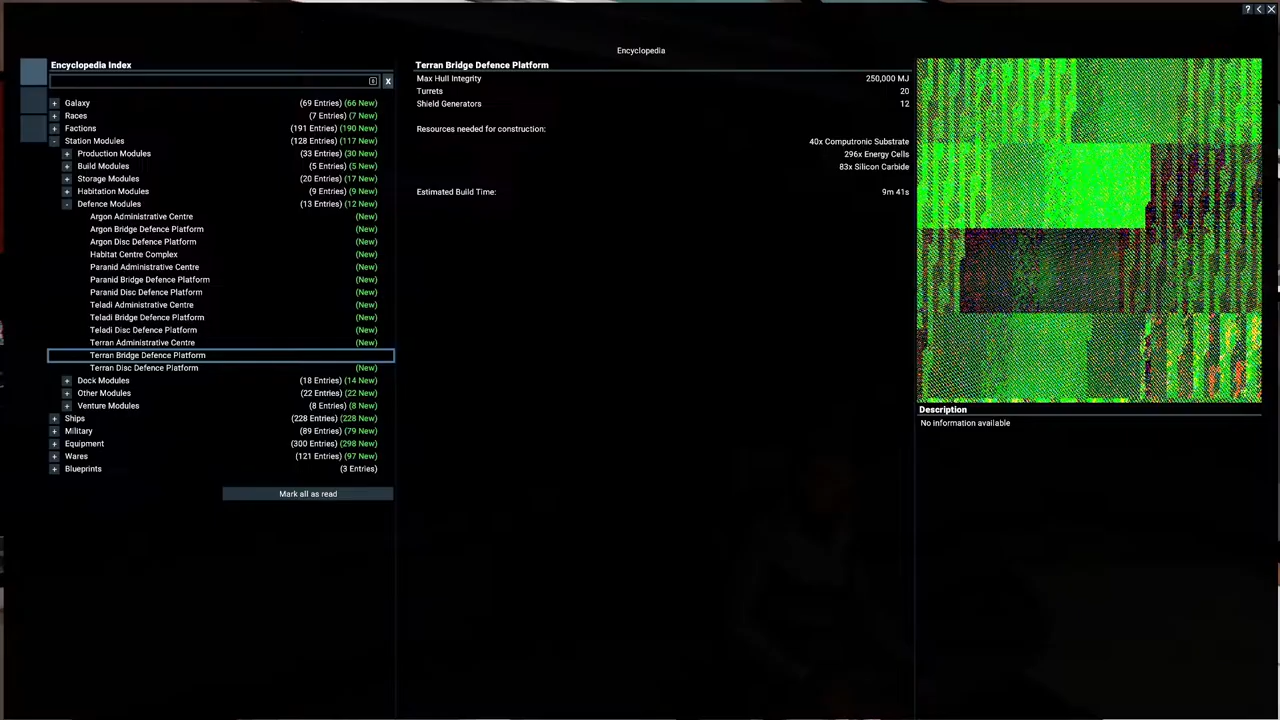 Encyclopedia
Encyclopedia Index
Galaxy (69 Entries) (66 New)
Races (7 Entries) (7 New)
Factions (191 Entries) (190 New)
Station Modules (128 Entries) (117 New)
Production Modules (33 Entries) (30 New)
Build Modules (5 Entries) (5 New)
Storage Modules (20 Entries) (17 New)
Habitation Modules (9 Entries) (9 New)
Defence Modules (13 Entries) (12 New)
Argon Administrative Centre (New)
Argon Bridge Defence Platform (New)
Argon Disc Defence Platform (New)
Habitat Centre Complex (New)
Paranid Administrative Centre (New)
Paranid Bridge Defence Platform (New)
Paranid Disc Defence Platform (New)
Teladi Administrative Centre (New)
Teladi Bridge Defence Platform (New)
Teladi Disc Defence Platform (New)
Terran Administrative Centre (New)
Terran Bridge Defence Platform
Terran Disc Defence Platform (New)
Dock Modules (18 Entries) (14 New)
Other Modules (22 Entries) (22 New)
Venture Modules (8 Entries) (8 New)
Ships (228 Entries) (228 New)
Military (89 Entries) (79 New)
Equipment (300 Entries) (298 New)
Wares (121 Entries) (97 New)
Blueprints (3 Entries)
Mark all as read
Terran Bridge Defence Platform
Max Hull Integrity 250,000 MJ
Turrets 20
Shield Generators 12
Resources needed for construction:
40x Computronic Substrate
296x Energy Cells
83x Silicon Carbide
Estimated Build Time: 9m 41s
Description
No information available